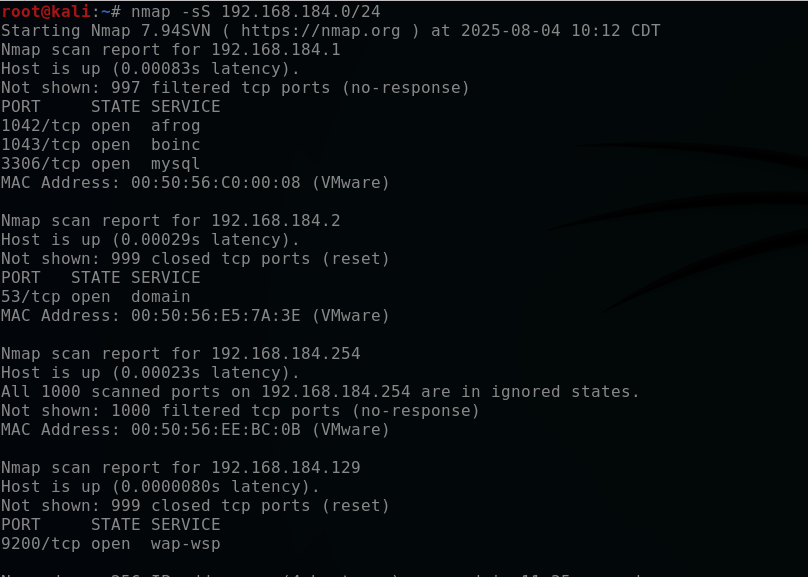 root@kali:~# nmap -sS 192.168.184.0/24
Starting Nmap 7.94SVN ( https://nmap.org ) at 2025-08-04 10:12 CDT
Nmap scan report for 192.168.184.1
Host is up (0.00083s latency).
Not shown: 997 filtered tcp ports (no-response)
PORT     STATE SERVICE
1042/tcp open  afrog
1043/tcp open  boinc
3306/tcp open  mysql
MAC Address: 00:50:56:C0:00:08 (VMware)

Nmap scan report for 192.168.184.2
Host is up (0.00029s latency).
Not shown: 999 closed tcp ports (reset)
PORT   STATE SERVICE
53/tcp open  domain
MAC Address: 00:50:56:E5:7A:3E (VMware)

Nmap scan report for 192.168.184.254
Host is up (0.00023s latency).
All 1000 scanned ports on 192.168.184.254 are in ignored states.
Not shown: 1000 filtered tcp ports (no-response)
MAC Address: 00:50:56:EE:BC:0B (VMware)

Nmap scan report for 192.168.184.129
Host is up (0.0000080s latency).
Not shown: 999 closed tcp ports (reset)
PORT     STATE SERVICE
9200/tcp open  wap-wsp